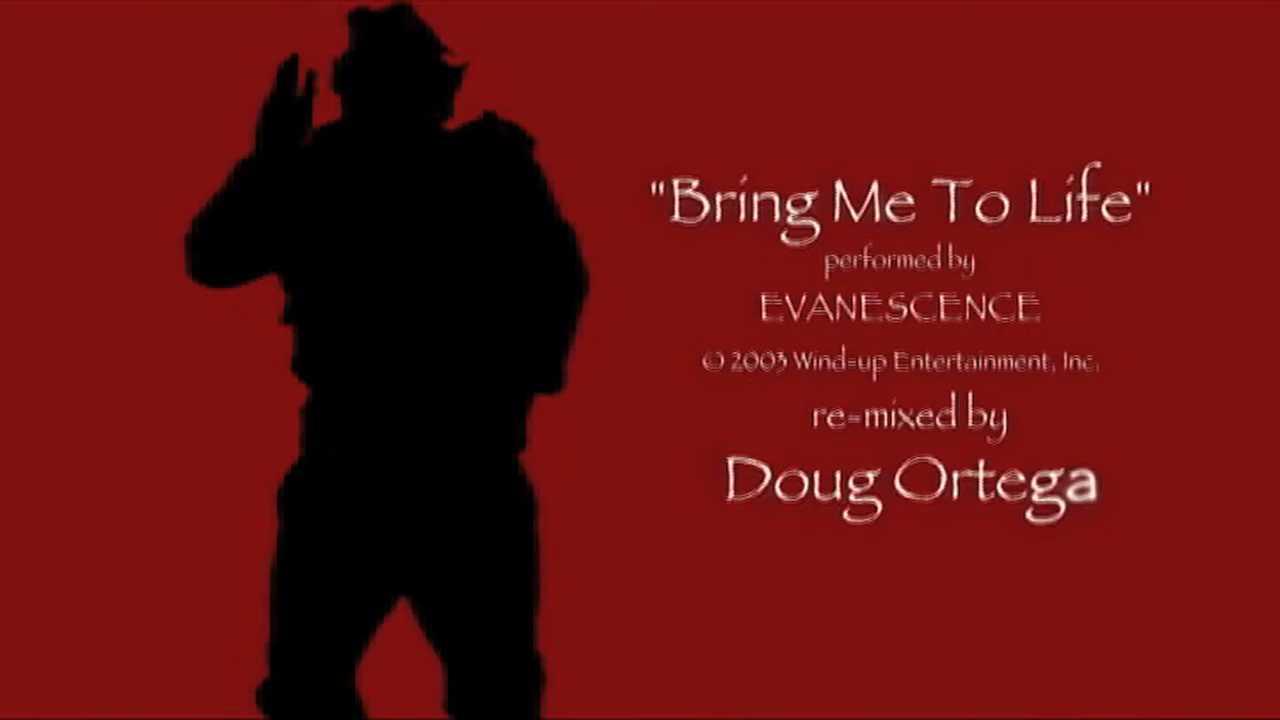 "Bring Me To Life"
performed by
EVANESCENCE
© 2003 Wind-up Entertainment, Inc.
re-mixed by
Doug Ortega